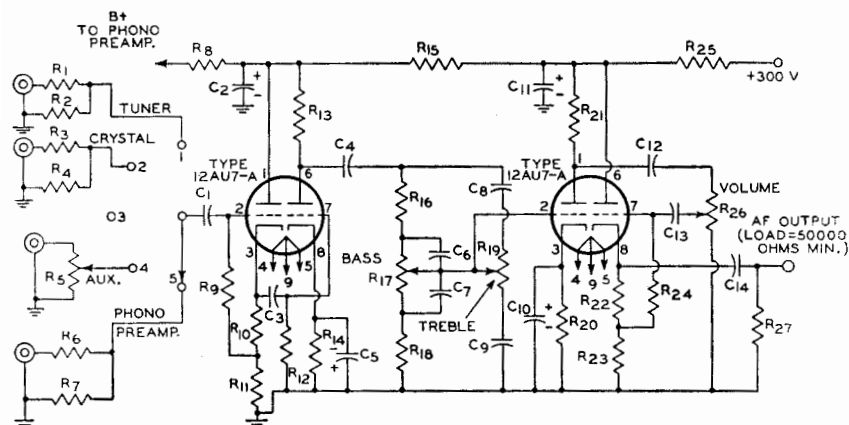 B+
TO PHONO
PREAMP.
R8
R15
R25
+300 V
C2
C11
R1
R2
TUNER
R3
CRYSTAL
R4
1
2
3
4
5
R5
AUX.
PHONO
PREAMP.
R6
R7
R13
C4
TYPE
12AU7-A
1
6
C1
2
7
3
4
9
5
8
R9
C3
R10
R11
R12
R14
C5
BASS
R16
R17
R18
C6
C7
C8
R19
TREBLE
C9
R21
C12
TYPE
12AU7-A
1
6
2
7
3
4
9
5
8
C10
R20
R22
R23
R24
C13
VOLUME
R26
AF OUTPUT
(LOAD=50000
OHMS MIN.)
C14
R27
+
-
+
-
-
+
+
-